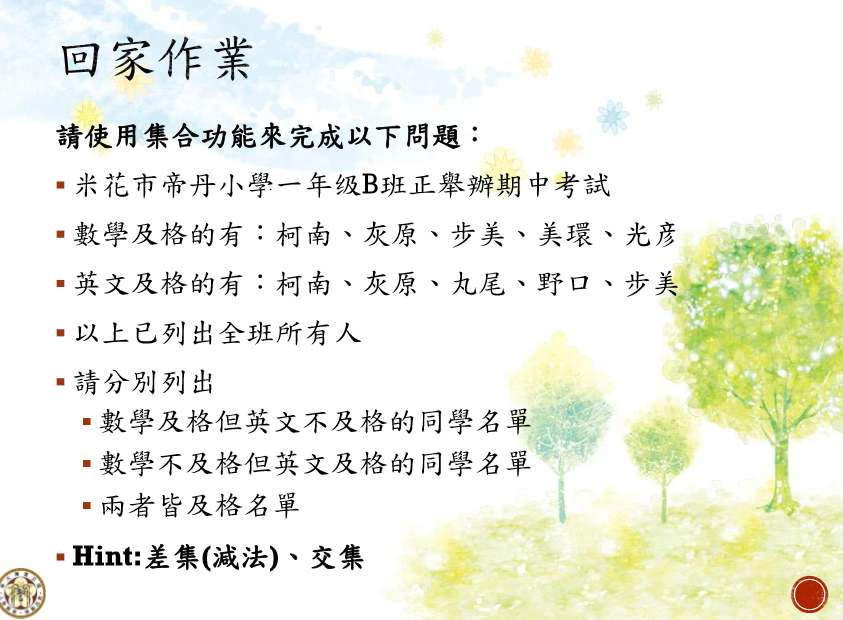 回家作業
請使用集合功能來完成以下問題：
▪ 米花市帝丹小學一年级B班正舉辦期中考試
▪ 數學及格的有：柯南、灰原、步美、美環、光彦
▪ 英文及格的有：柯南、灰原、丸尾、野口、步美
▪ 以上已列出全班所有人
▪ 請分別列出
▪ 數學及格但英文不及格的同學名單
▪ 數學不及格但英文及格的同學名單
▪ 兩者皆及格名單
▪ Hint:差集(減法)、交集